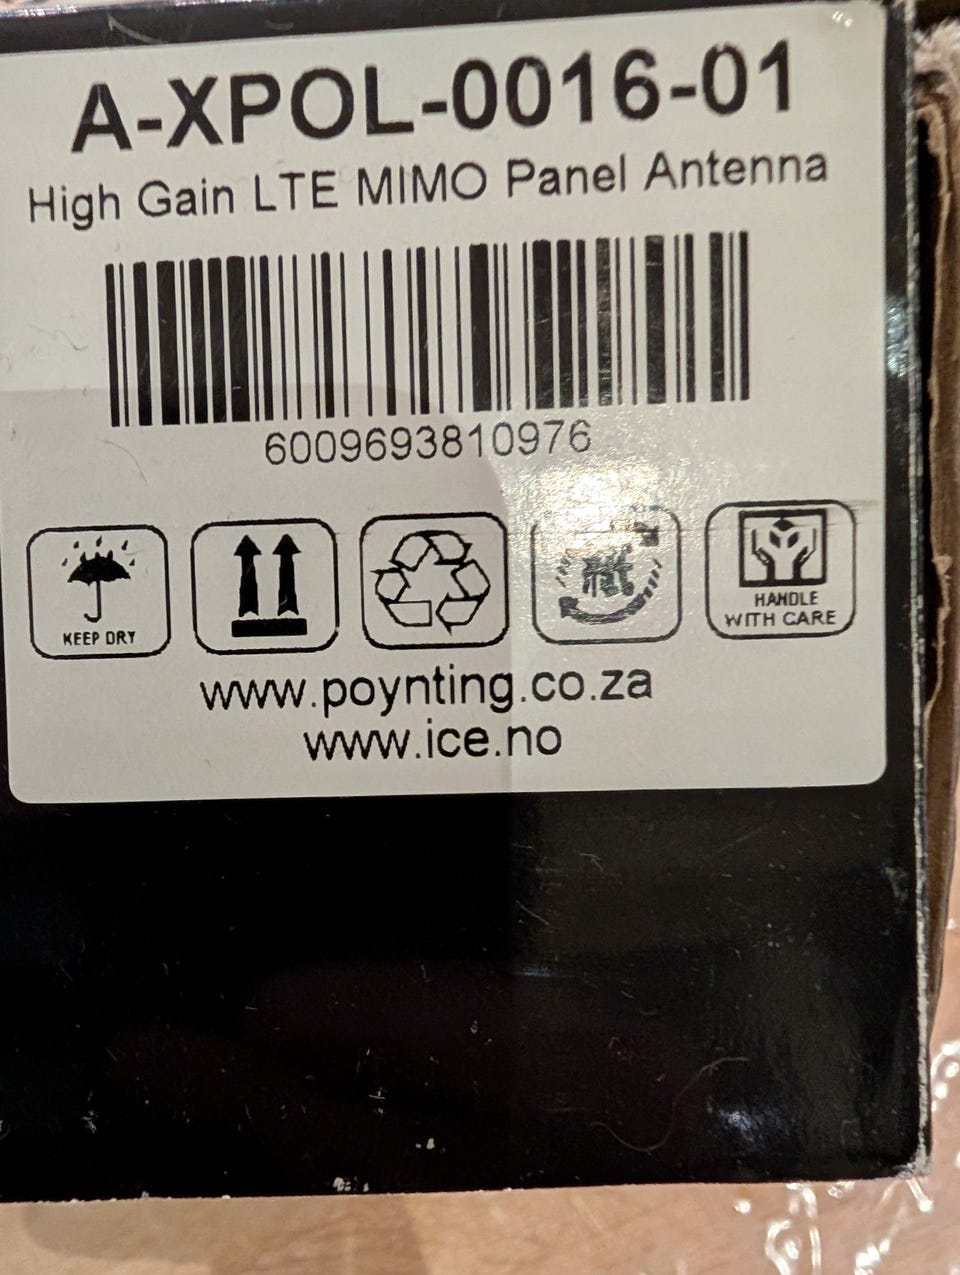 A-XPOL-0016-01
High Gain LTE MIMO Panel Antenna
6009693810976
KEEP DRY
HANDLE
WITH CARE
www.poynting.co.za
www.ice.no